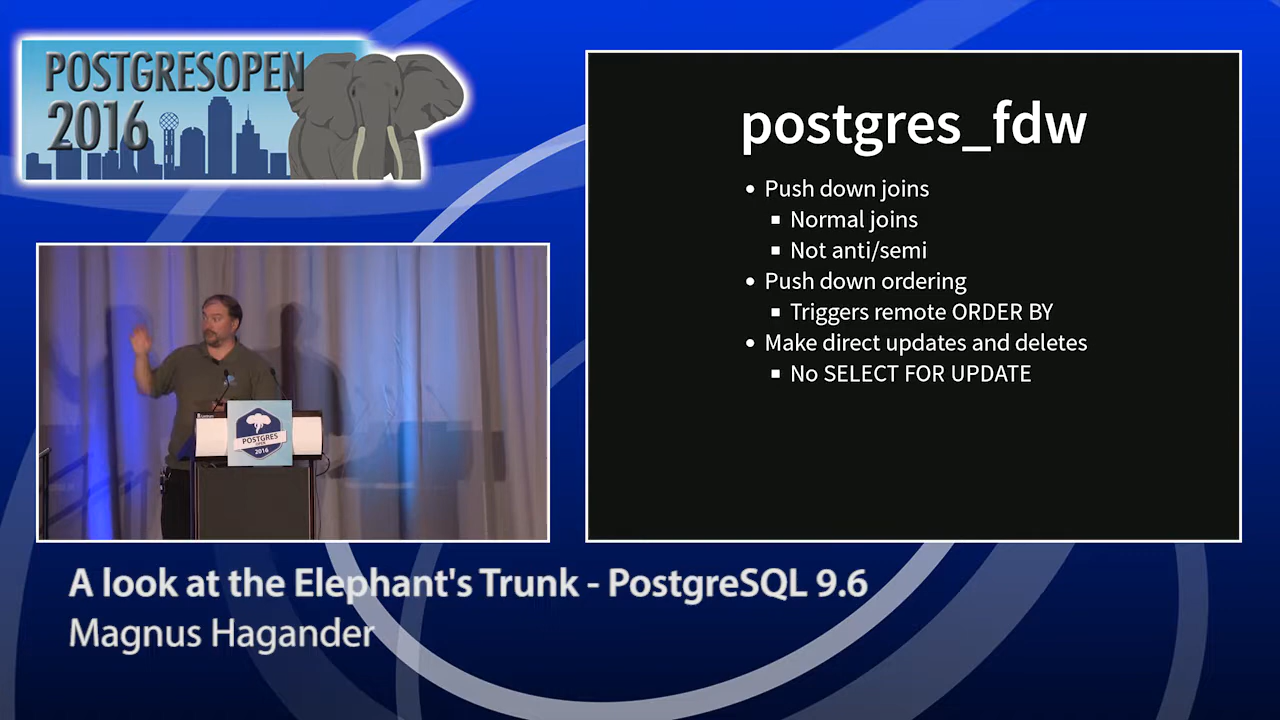 POSTGRESOPEN
2016
postgres_fdw
• Push down joins
▪ Normal joins
▪ Not anti/semi
• Push down ordering
▪ Triggers remote ORDER BY
• Make direct updates and deletes
▪ No SELECT FOR UPDATE
POSTGRES
OPEN
2016
A look at the Elephant's Trunk - PostgreSQL 9.6
Magnus Hagander